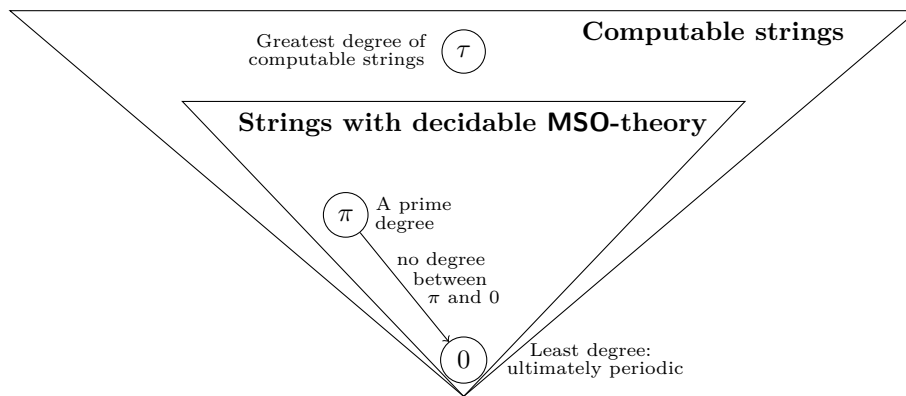 Computable strings
Greatest degree of
computable strings
τ
Strings with decidable MSO-theory
π
A prime
degree
no degree
between
π and 0
0
Least degree:
ultimately periodic